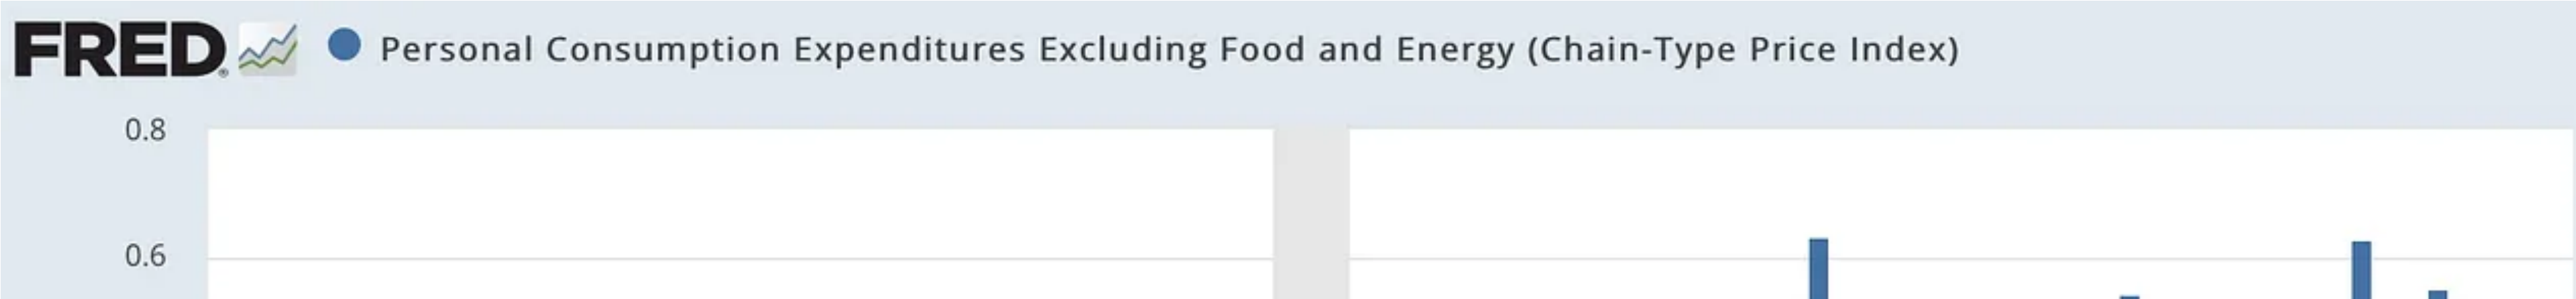 FRED® Personal Consumption Expenditures Excluding Food and Energy (Chain-Type Price Index)
0.8
0.6